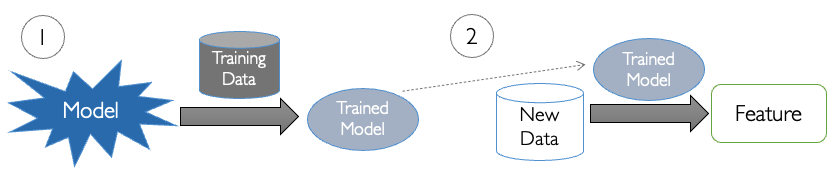 1
Training
Data
Model
Trained
Model
2
Trained
Model
New
Data
Feature